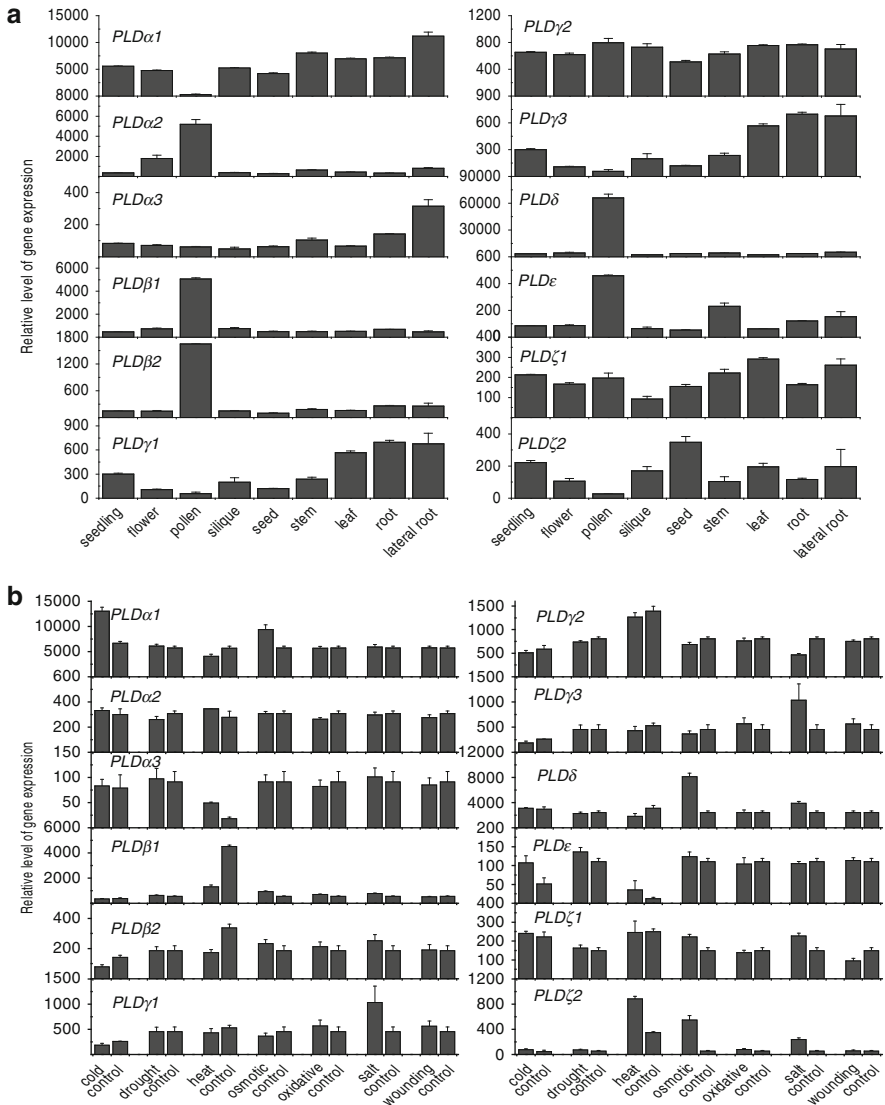 a
Relative level of gene expression
PLDα1
15000
10000
5000
8000
PLDα2
6000
4000
2000
PLDα3
400
200
6000
PLDβ1
4000
2000
1800
PLDβ2
1200
600
900
PLDγ1
600
300
0
seedling
flower
pollen
silique
seed
stem
leaf
root
lateral root
1200
PLDγ2
800
400
900
PLDγ3
600
300
90000
PLDδ
60000
30000
600
PLDε
400
200
0
400
PLDζ1
300
200
100
PLDζ2
400
200
0
seedling
flower
pollen
silique
seed
stem
leaf
root
lateral root
b
Relative level of gene expression
15000
PLDα1
10000
5000
600
PLDα2
400
300
150
PLDα3
100
50
6000
PLDβ1
4000
2000
400
PLDβ2
200
1500
PLDγ1
1000
500
0
cold
control
drought
control
heat
control
osmotic
control
oxidative
control
salt
control
wounding
control
1500
PLDγ2
1000
500
1500
PLDγ3
1000
500
12000
PLDδ
8000
4000
200
PLDε
150
100
50
400
PLDζ1
300
200
100
1200
PLDζ2
800
400
0
cold
control
drought
control
heat
control
osmotic
control
oxidative
control
salt
control
wounding
control